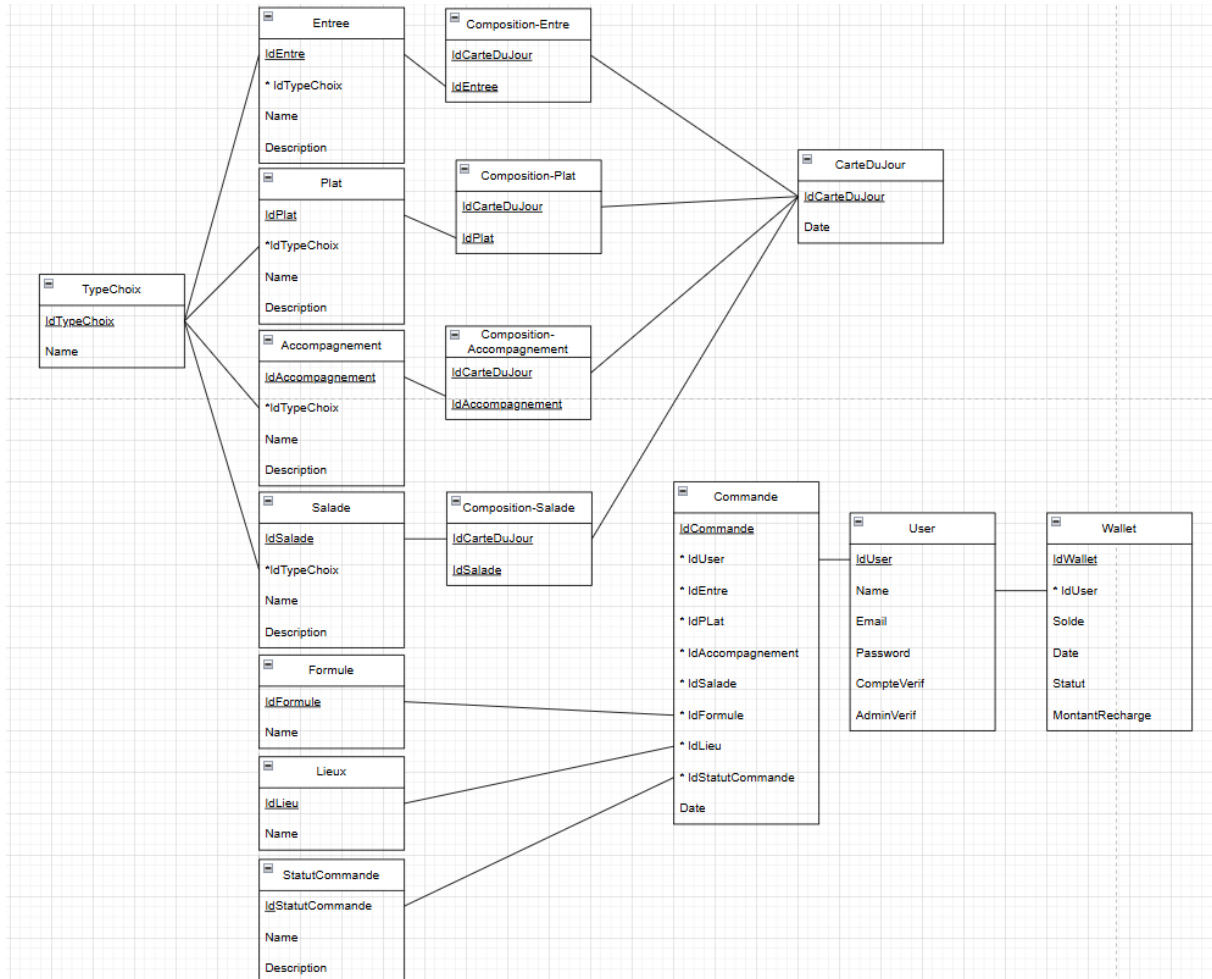 Entree
IdEntre
* IdTypeChoix
Name
Description
Composition-Entre
IdCarteDuJour
IdEntree
Plat
IdPlat
*IdTypeChoix
Name
Description
Composition-Plat
IdCarteDuJour
IdPlat
CarteDuJour
IdCarteDuJour
Date
TypeChoix
IdTypeChoix
Name
Accompagnement
IdAccompagnement
*IdTypeChoix
Name
Description
Composition-
Accompagnement
IdCarteDuJour
IdAccompagnement
Salade
IdSalade
*IdTypeChoix
Name
Description
Composition-Salade
IdCarteDuJour
IdSalade
Commande
IdCommande
* IdUser
* IdEntre
* IdPLat
* IdAccompagnement
* IdSalade
* IdFormule
* IdLieu
* IdStatutCommande
Date
User
IdUser
Name
Email
Password
CompteVerif
AdminVerif
Wallet
IdWallet
* IdUser
Solde
Date
Statut
MontantRecharge
Formule
IdFormule
Name
Lieux
IdLieu
Name
StatutCommande
IdStatutCommande
Name
Description